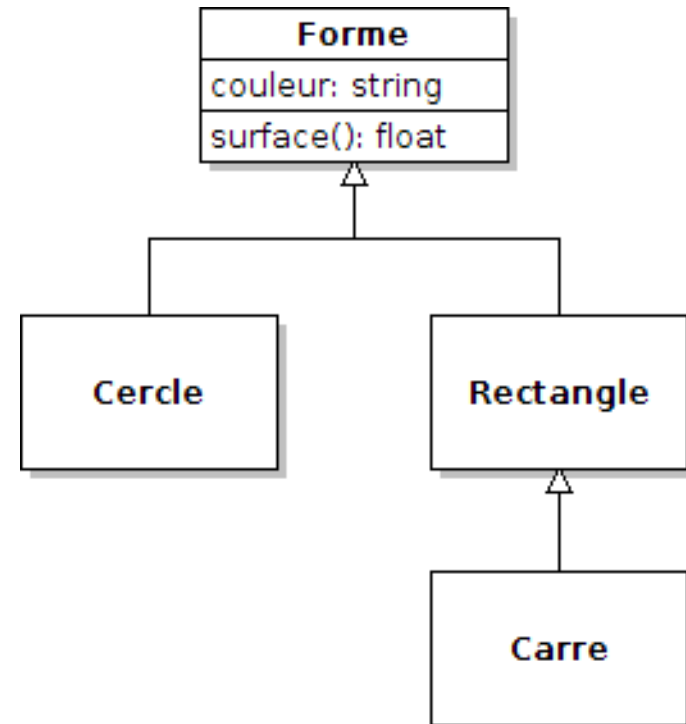 Forme
couleur: string
surface(): float
Cercle
Rectangle
Carre